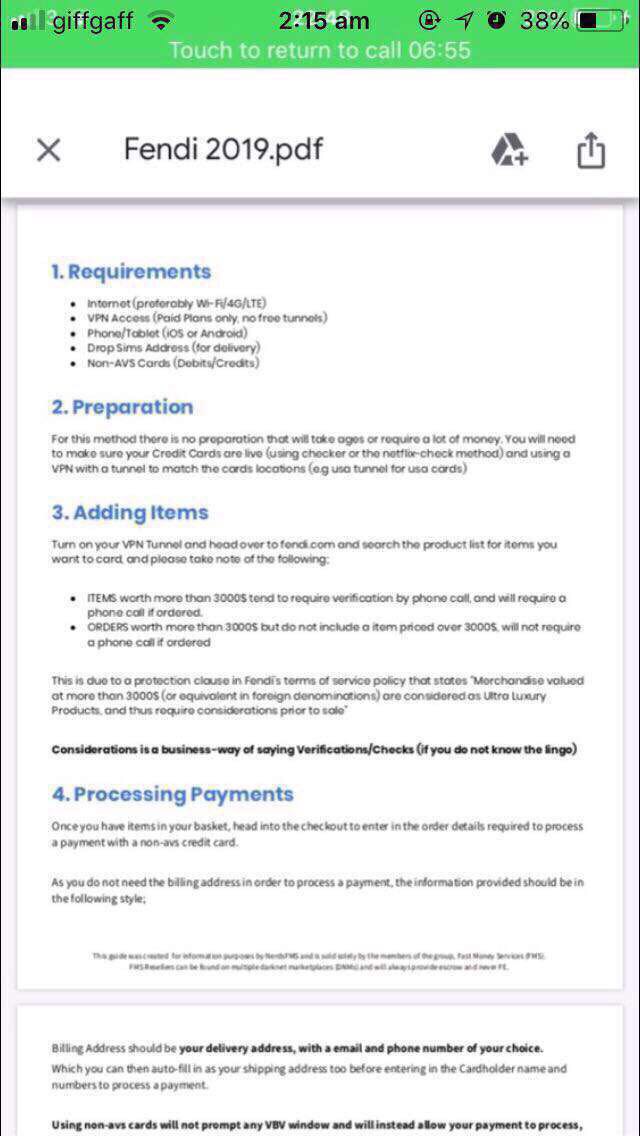 giffgaff 2:15 am 38%
Touch to return to call 06:55
Fendi 2019.pdf
1. Requirements
• Internet (preferably Wi-Fi/4G/LTE)
• VPN Access (Paid Plans only, no free tunnels)
• Phone/Tablet (iOS or Android)
• Drop Sims Address (for delivery)
• Non-AVS Cards (Debits/Credits)
2. Preparation
For this method there is no preparation that will take ages or require a lot of money. You will need
to make sure your Credit Cards are live (using checker or the netflix-check method) and using a
VPN with a tunnel to match the cards locations (e.g usa tunnel for usa cards)
3. Adding Items
Turn on your VPN Tunnel and head over to fendi.com and search the product list for items you
want to card, and please take note of the following:
• ITEMS worth more than 3000$ tend to require verification by phone call, and will require a
phone call if ordered.
• ORDERS worth more than 3000$ but do not include a item priced over 3000$, will not require
a phone call if ordered
This is due to a protection clause in Fendi's terms of service policy that states "Merchandise valued
at more than 3000$ (or equivalent in foreign denominations) are considered as Ultra Luxury
Products, and thus require considerations prior to sale"
Considerations is a business-way of saying Verifications/Checks (if you do not know the lingo)
4. Processing Payments
Once you have items in your basket, head into the checkout to enter in the order details required to process
a payment with a non-avs credit card.
As you do not need the billing address in order to process a payment, the information provided should be in
the following style;
This guide was created for information purposes by NerdsFMS and is sold solely by the members of the group, Fast Money Services (FMS).
FMS Resellers can be found on multiple darknet marketplaces (DNMs) and will always provide escrow and never FE.
Billing Address should be your delivery address, with a email and phone number of your choice.
Which you can then auto-fill in as your shipping address too before entering in the Cardholder name and
numbers to process a payment.
Using non-avs cards will not prompt any VBV window and will instead allow your payment to process,